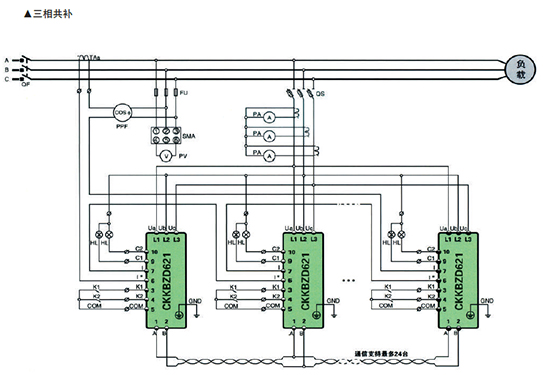 ▲三相共补
A
B
C
QF
TAa
FU
QS
负载
COSφ
PPF
SMA
V
PV
PA
A
PA
A
PA
A
Ua Ub Uc
Ua Ub Uc
Ua Ub Uc
HL HL
HL HL
HL HL
L1 L2 L3
L1 L2 L3
L1 L2 L3
C2 10
C1 9
I 7
I* 6
K1 3
K2 4
COM 5
CKKBZD621
GND
1 2
A B
C2 10
C1 9
I 7
I* 6
K1 3
K2 4
COM 5
CKKBZD621
GND
1 2
A B
C2 10
C1 9
I 7
I* 6
K1 3
K2 4
COM 5
CKKBZD621
GND
1 2
A B
通信支持最多24台